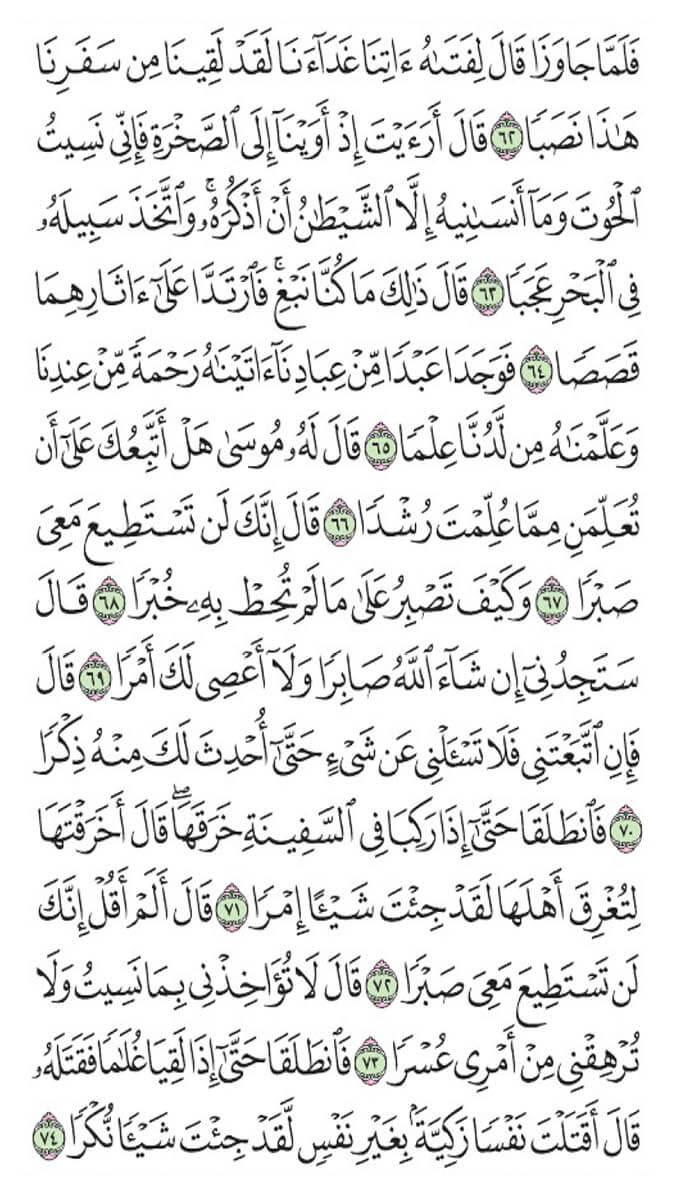 فَلَمَّا جَاوَزَا قَالَ لِفَتَىٰهُ ءَاتِنَا غَدَآءَنَا لَقَدْ لَقِينَا مِن سَفَرِنَا
هَٰذَا نَصَبًا ٦٢ قَالَ أَرَءَيْتَ إِذْ أَوَيْنَآ إِلَى ٱلصَّخْرَةِ فَإِنِّى نَسِيتُ
ٱلْحُوتَ وَمَآ أَنسَىٰنِيهُ إِلَّا ٱلشَّيْطَٰنُ أَنْ أَذْكُرَهُۥ ۚ وَٱتَّخَذَ سَبِيلَهُۥ
فِى ٱلْبَحْرِ عَجَبًا ٦٣ قَالَ ذَٰلِكَ مَا كُنَّا نَبْغِ ۚ فَٱرْتَدَّا عَلَىٰٓ ءَاثَارِهِمَا
قَصَصًا ٦٤ فَوَجَدَا عَبْدًا مِّنْ عِبَادِنَآ ءَاتَيْنَٰهُ رَحْمَةً مِّنْ عِندِنَا
وَعَلَّمْنَٰهُ مِن لَّدُنَّا عِلْمًا ٦٥ قَالَ لَهُۥ مُوسَىٰ هَلْ أَتَّبِعُكَ عَلَىٰٓ أَن
تُعَلِّمَنِ مِمَّا عُلِّمْتَ رُشْدًا ٦٦ قَالَ إِنَّكَ لَن تَسْتَطِيعَ مَعِىَ
صَبْرًا ٦٧ وَكَيْفَ تَصْبِرُ عَلَىٰ مَا لَمْ تُحِطْ بِهِۦ خُبْرًا ٦٨ قَالَ
سَتَجِدُنِىٓ إِن شَآءَ ٱللَّهُ صَابِرًا وَلَآ أَعْصِى لَكَ أَمْرًا ٦٩ قَالَ
فَإِنِ ٱتَّبَعْتَنِى فَلَا تَسْـَٔلْنِى عَن شَىْءٍ حَتَّىٰٓ أُحْدِثَ لَكَ مِنْهُ ذِكْرًا
٧٠ فَٱنطَلَقَا حَتَّىٰٓ إِذَا رَكِبَا فِى ٱلسَّفِينَةِ خَرَقَهَا ۖ قَالَ أَخَرَقْتَهَا
لِتُغْرِقَ أَهْلَهَا لَقَدْ جِئْتَ شَيْـًٔا إِمْرًا ٧١ قَالَ أَلَمْ أَقُلْ إِنَّكَ
لَن تَسْتَطِيعَ مَعِىَ صَبْرًا ٧٢ قَالَ لَا تُؤَاخِذْنِى بِمَا نَسِيتُ وَلَا
تُرْهِقْنِى مِنْ أَمْرِى عُسْرًا ٧٣ فَٱنطَلَقَا حَتَّىٰٓ إِذَا لَقِيَا غُلَٰمًا فَقَتَلَهُۥ
قَالَ أَقَتَلْتَ نَفْسًا زَكِيَّةًۢ بِغَيْرِ نَفْسٍ لَّقَدْ جِئْتَ شَيْـًٔا نُّكْرًا ٧٤